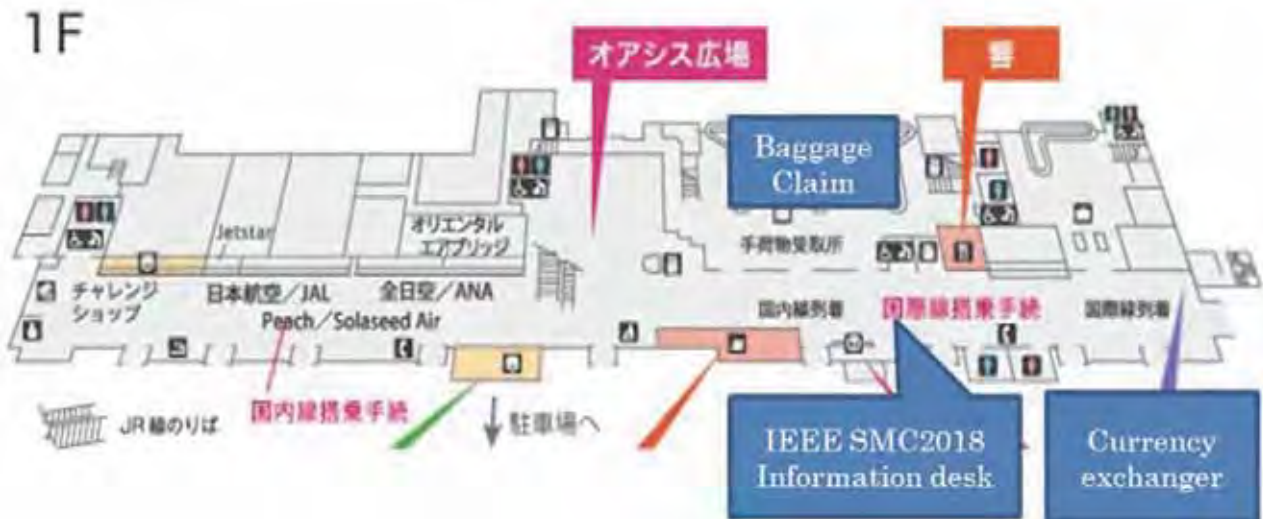 1F
オアシス広場
響
Baggage
Claim
Jetstar
オリエンタル
エアブリッジ
手荷物受取所
チャレンジ
ショップ
日本航空/JAL
全日空/ANA
Peach/Solaseed Air
国内線到着
国際線搭乗手続
国際線到着
国内線搭乗手続
JR線のりば
駐車場へ
IEEE SMC2018
Information desk
Currency
exchanger